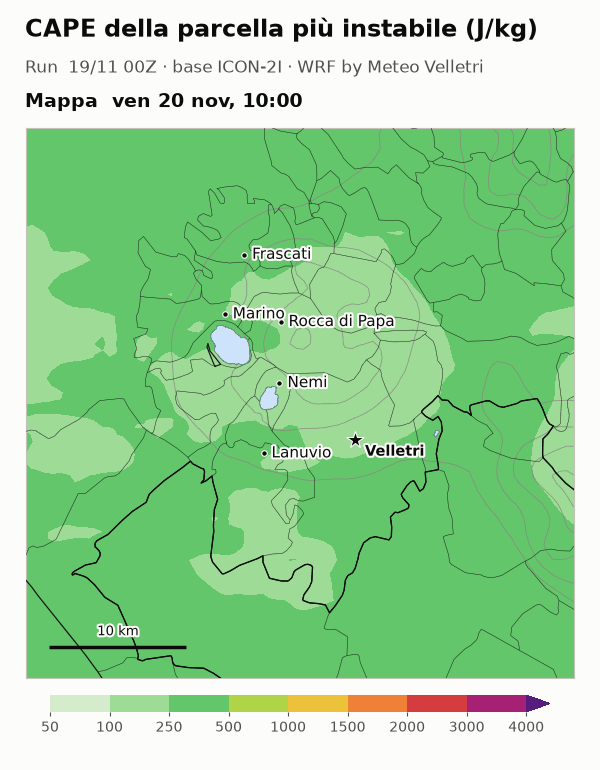 CAPE della parcella più instabile (J/kg)
Run  19/11 00Z · base ICON-2I · WRF by Meteo Velletri
Mappa  ven 20 nov, 10:00
Frascati
Marino
Rocca di Papa
Nemi
Velletri
Lanuvio
10 km
50 100 250 500 1000 1500 2000 3000 4000